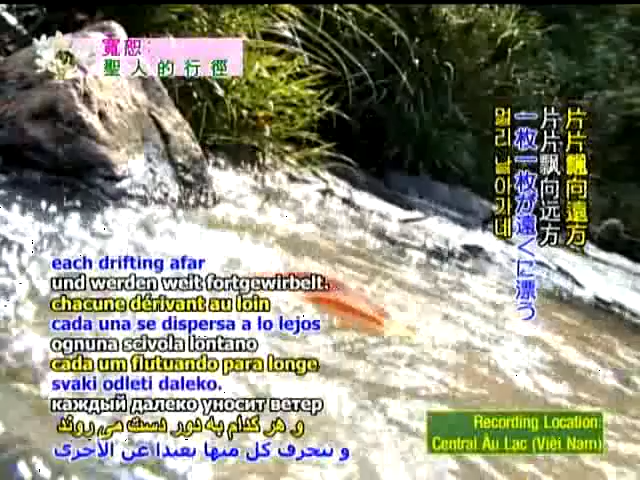 寬恕:
聖人的行徑
片片飄向遠方
片片飘向远方
一枚一枚が遠くに漂う
멀리 날아가네
each drifting afar
und werden weit fortgewirbelt.
chacune dérivant au loin
cada una se dispersa a lo lejos
ognuna scivola lontano
cada um flutuando para longe
svaki odleti daleko.
каждый далеко уносит ветер
و هر کدام به دور دست می روند
و تنجرف كل منها بعيدا عن الأخرى
Recording Location:
Central Âu Lạc (Việt Nam)